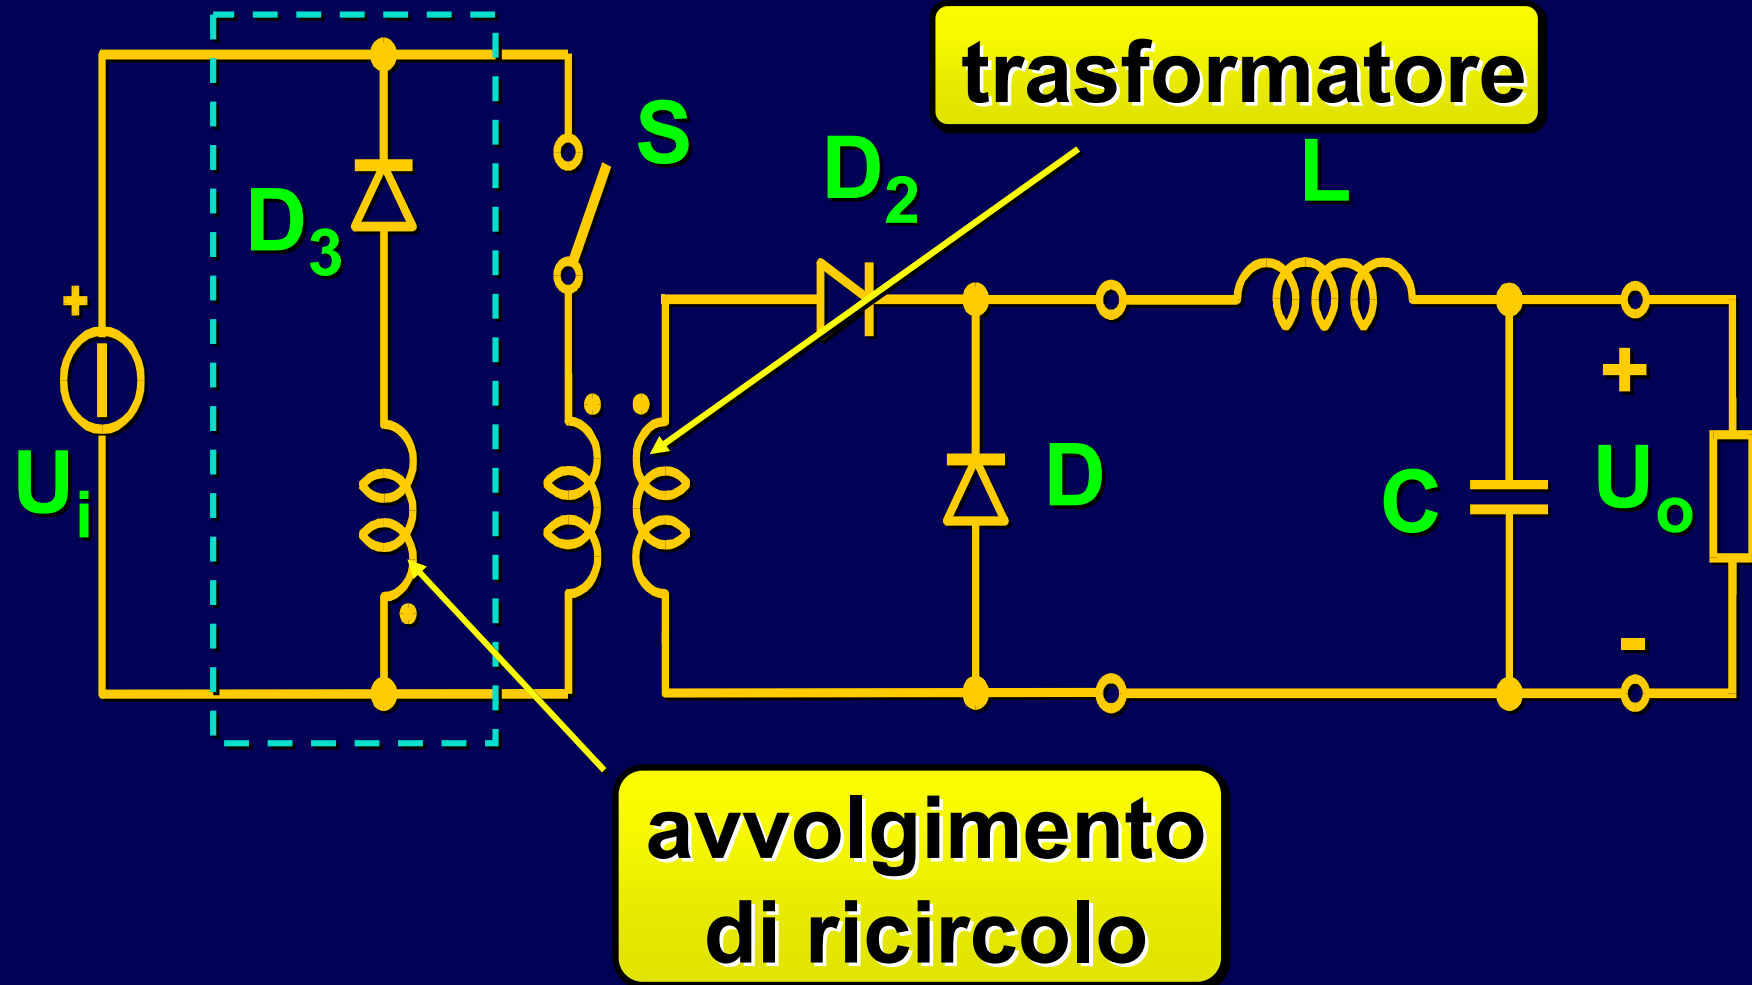 trasformatore
S
D2
L
D3
+
Ui
D
C
+
Uo
-
avvolgimento
di ricircolo